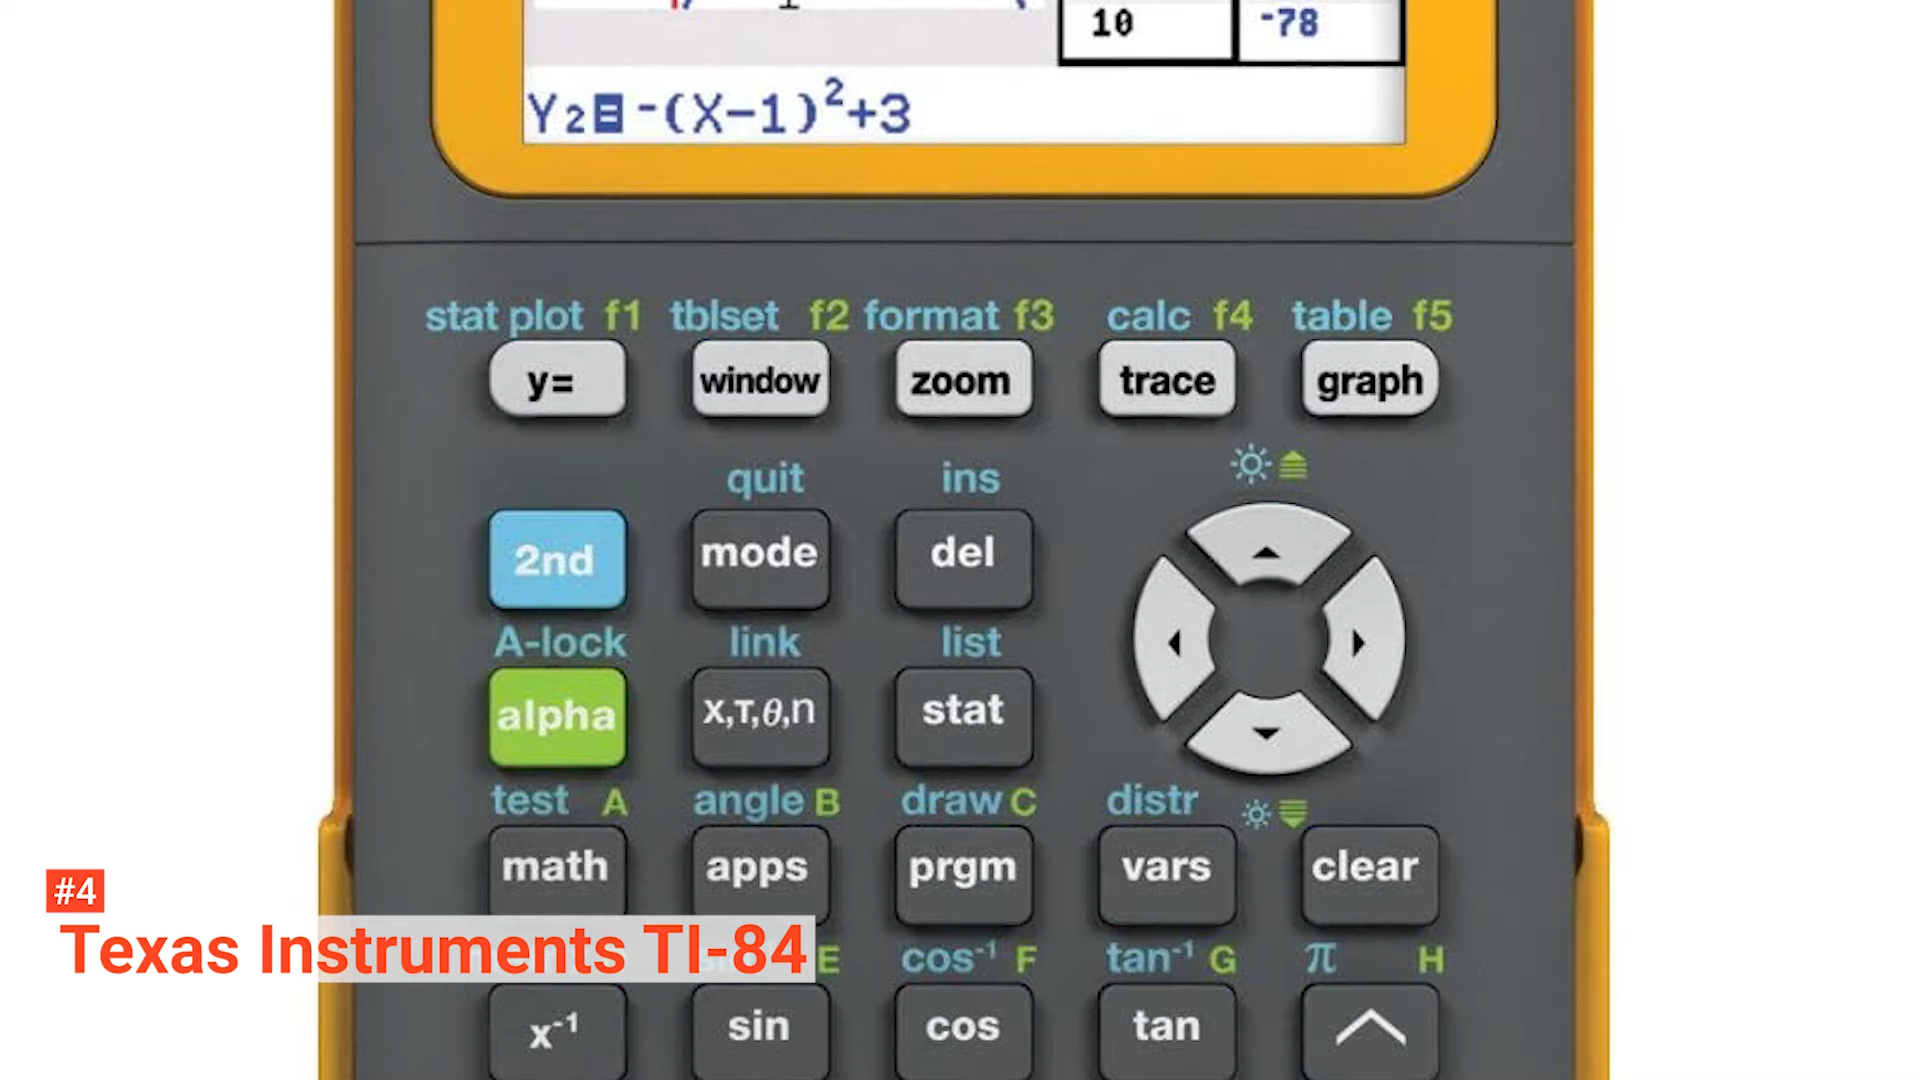 10 -78
Y2=-(X-1)²+3
stat plot f1 tblset f2 format f3 calc f4 table f5
y= window zoom trace graph
quit ins
2nd mode del
A-lock link list
alpha x,T,θ,n stat
test A angle B draw C distr
math apps prgm vars clear
#4
Texas Instruments TI-84
E cos⁻¹ F tan⁻¹ G π H
x⁻¹ sin cos tan ^